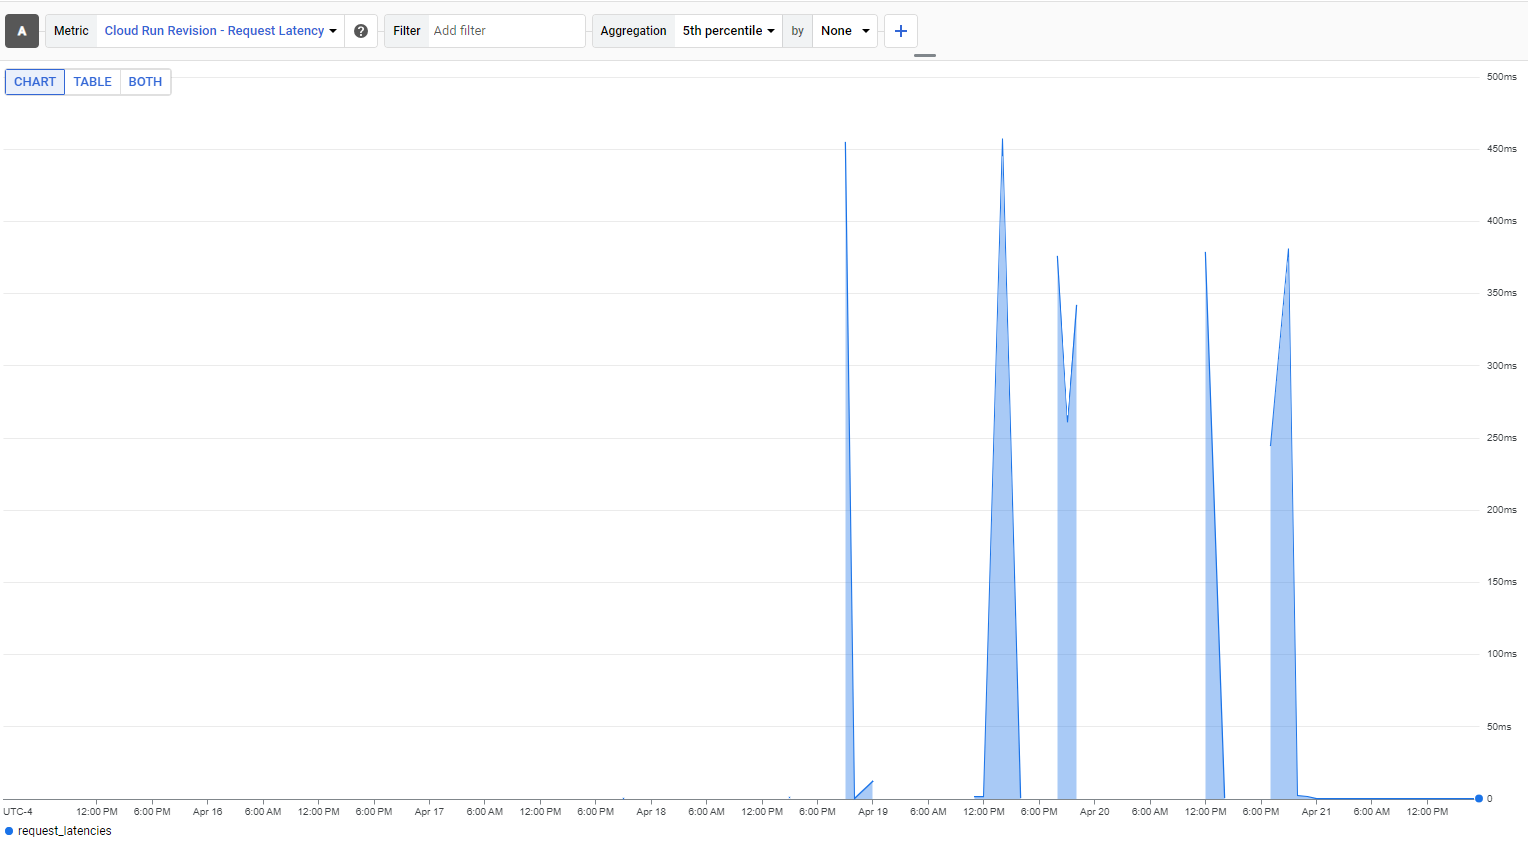 A Metric Cloud Run Revision - Request Latency ? Filter Add filter Aggregation 5th percentile by None +
CHART TABLE BOTH
500ms
450ms
400ms
350ms
300ms
250ms
200ms
150ms
100ms
50ms
0
UTC-4 12:00 PM 6:00 PM Apr 16 6:00 AM 12:00 PM 6:00 PM Apr 17 6:00 AM 12:00 PM 6:00 PM Apr 18 6:00 AM 12:00 PM 6:00 PM Apr 19 6:00 AM 12:00 PM 6:00 PM Apr 20 6:00 AM 12:00 PM 6:00 PM Apr 21 6:00 AM 12:00 PM
request_latencies